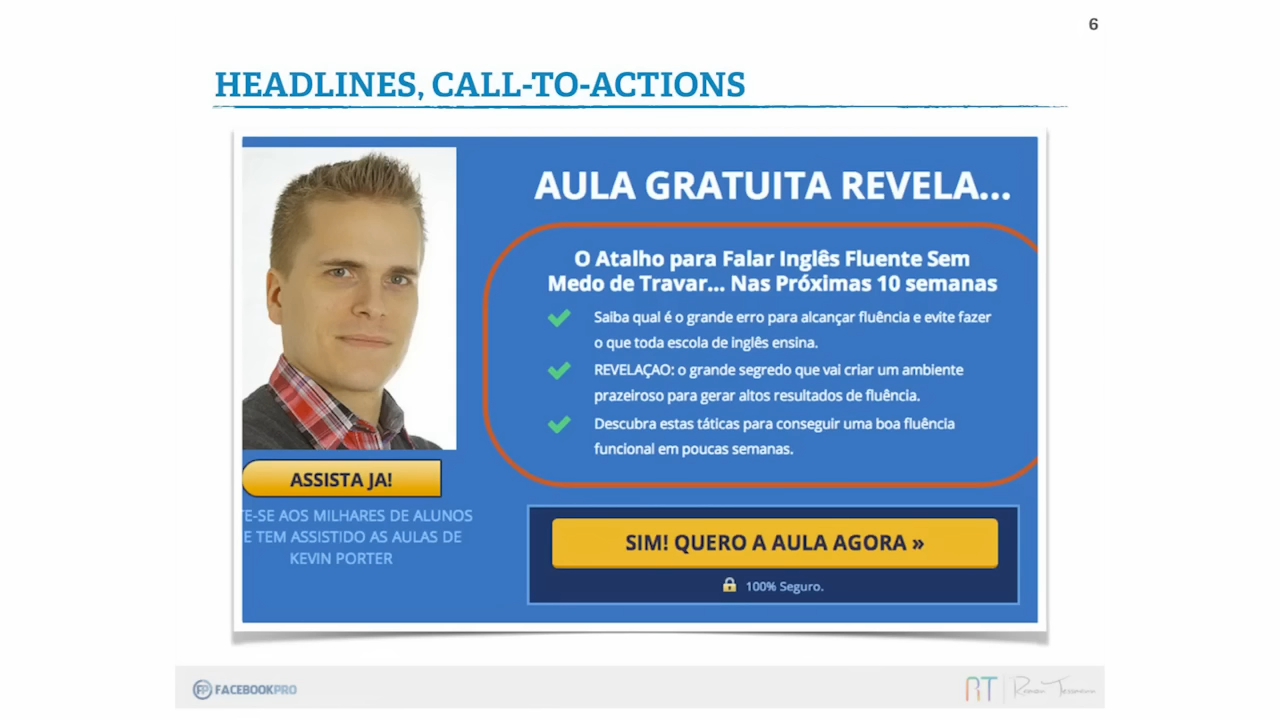 6
HEADLINES, CALL-TO-ACTIONS
AULA GRATUITA REVELA...
O Atalho para Falar Inglês Fluente Sem
Medo de Travar... Nas Próximas 10 semanas
Saiba qual é o grande erro para alcançar fluência e evite fazer
o que toda escola de inglês ensina.
REVELAÇAO: o grande segredo que vai criar um ambiente
prazeiroso para gerar altos resultados de fluência.
Descubra estas táticas para conseguir uma boa fluência
funcional em poucas semanas.
ASSISTA JA!
TE-SE AOS MILHARES DE ALUNOS
E TEM ASSISTIDO AS AULAS DE
KEVIN PORTER
SIM! QUERO A AULA AGORA »
100% Seguro.
FP FACEBOOKPRO
RT